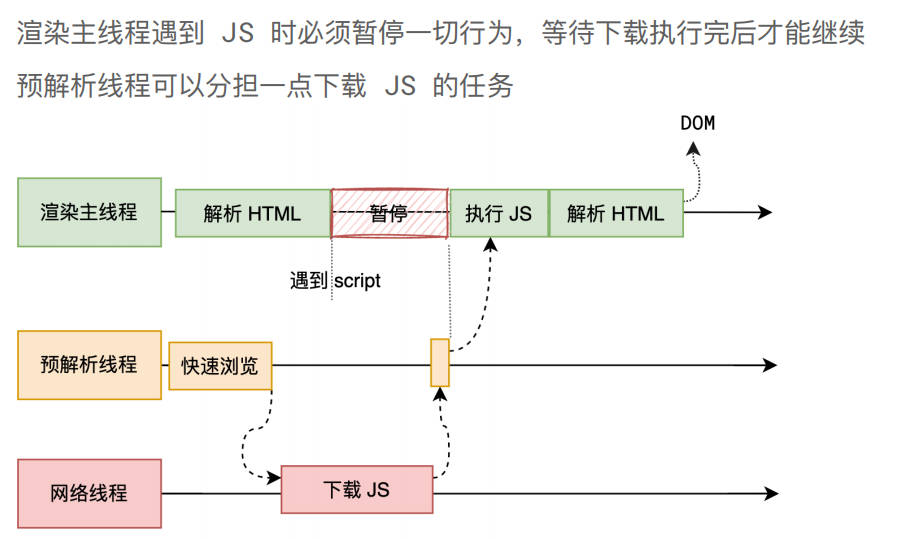 渲染主线程遇到 JS 时必须暂停一切行为，等待下载执行完后才能继续
预解析线程可以分担一点下载 JS 的任务
DOM
渲染主线程
解析 HTML
暂停
执行 JS
解析 HTML
遇到 script
预解析线程
快速浏览
网络线程
下载 JS